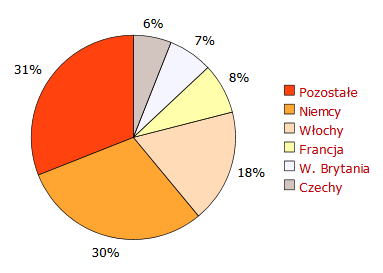 6%
7%
8%
18%
30%
31%
Pozostałe
Niemcy
Włochy
Francja
W. Brytania
Czechy